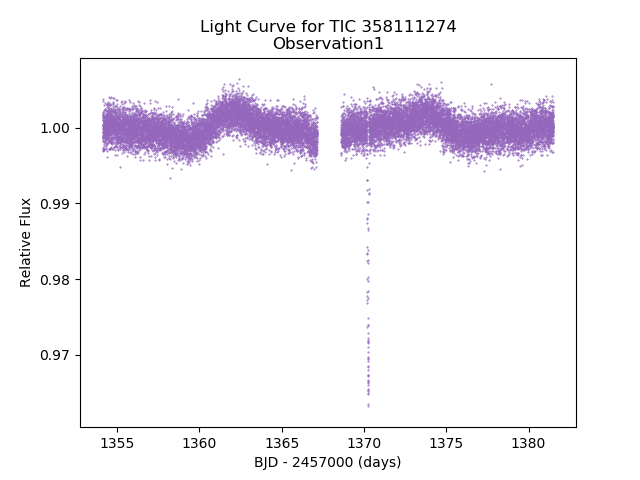 Light Curve for TIC 358111274
Observation1
1.00
0.99
0.98
0.97
Relative Flux
1355 1360 1365 1370 1375 1380
BJD - 2457000 (days)